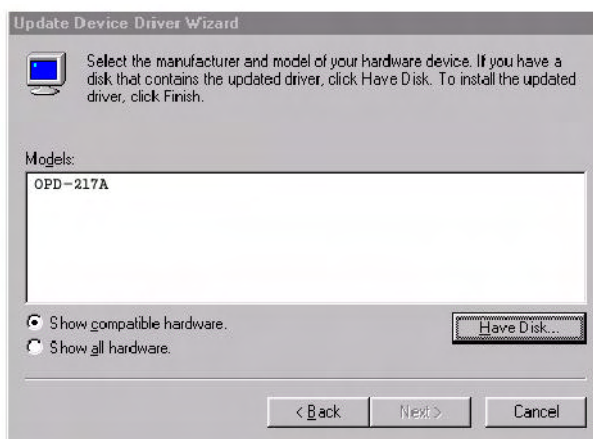 Update Device Driver Wizard
Select the manufacturer and model of your hardware device. If you have a
disk that contains the updated driver, click Have Disk. To install the updated
driver, click Finish.
Models:
OPD-217A
Show compatible hardware.
Have Disk...
Show all hardware.
< Back
Next >
Cancel